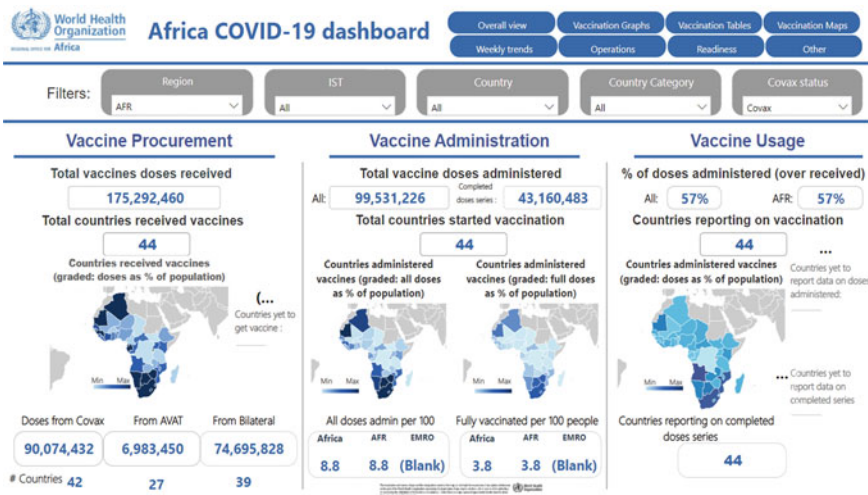 World Health
Organization
REGIONAL OFFICE FOR Africa
Africa COVID-19 dashboard
Overall view
Vaccination Graphs
Vaccination Tables
Vaccination Maps
Weekly trends
Operations
Readiness
Other
Filters:
Region
AFR
IST
All
Country
All
Country Category
All
Covax status
Covax
Vaccine Procurement
Total vaccines doses received
175,292,460
Total countries received vaccines
44
Countries received vaccines
(graded: doses as % of population)
(...
Countries yet to
get vaccine :
Min Max
Doses from Covax
From AVAT
From Bilateral
90,074,432
6,983,450
74,695,828
# Countries 42
27
39
Vaccine Administration
Total vaccine doses administered
All: 99,531,226
Completed
doses series :
43,160,483
Total countries started vaccination
44
Countries administered
vaccines (graded: all doses
as % of population)
Countries administered
vaccines (graded: full doses
as % of population)
Min Max
Min Max
All doses admin per 100
Africa AFR EMRO
8.8 8.8 (Blank)
Fully vaccinated per 100 people
Africa AFR EMRO
3.8 3.8 (Blank)
World Health
Organization
Vaccine Usage
% of doses administered (over received)
All: 57% AFR: 57%
Countries reporting on vaccination
44
...
Countries administered vaccines
(graded: doses as % of population)
Countries yet to
report data on doses
administered:
Min Max
...
Countries yet to
report data on
completed series
Countries reporting on completed
doses series
44